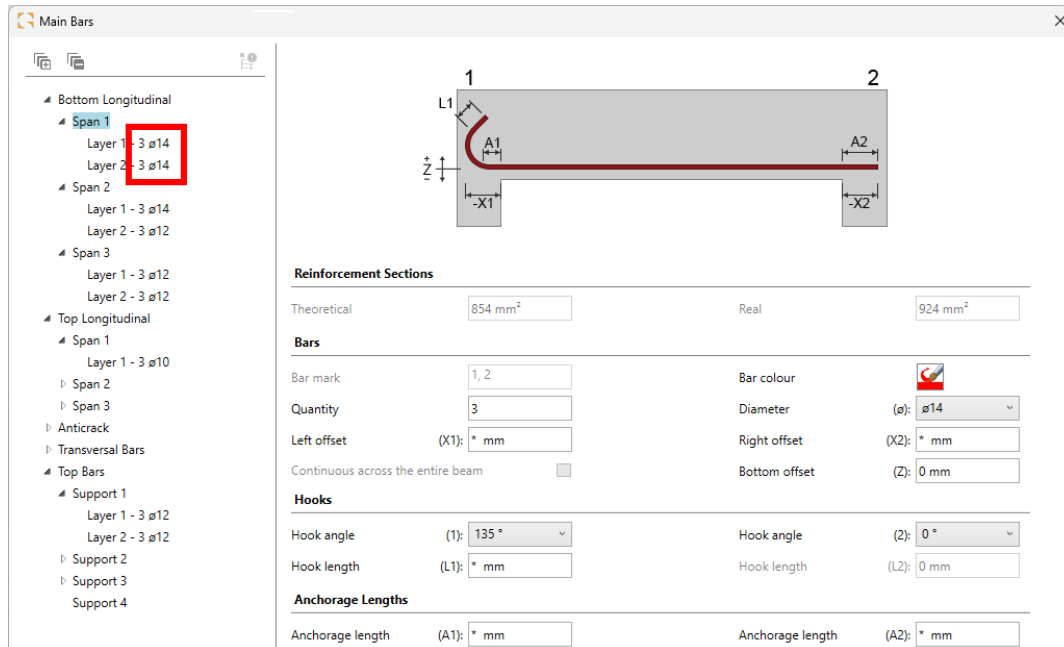 Main Bars
Bottom Longitudinal
Span 1
Layer 1 - 3 ø14
Layer 2 - 3 ø14
Span 2
Layer 1 - 3 ø14
Layer 2 - 3 ø12
Span 3
Layer 1 - 3 ø12
Layer 2 - 3 ø12
Top Longitudinal
Span 1
Layer 1 - 3 ø10
Span 2
Span 3
Anticrack
Transversal Bars
Top Bars
Support 1
Layer 1 - 3 ø12
Layer 2 - 3 ø12
Support 2
Support 3
Support 4
1 2
L1
A1 A2
+
Z
-
-X1 -X2
Reinforcement Sections
Theoretical 854 mm² Real 924 mm²
Bars
Bar mark 1, 2 Bar colour
Quantity 3 Diameter (ø): ø14
Left offset (X1): * mm Right offset (X2): * mm
Continuous across the entire beam Bottom offset (Z): 0 mm
Hooks
Hook angle (1): 135 ° Hook angle (2): 0 °
Hook length (L1): * mm Hook length (L2): 0 mm
Anchorage Lengths
Anchorage length (A1): * mm Anchorage length (A2): * mm